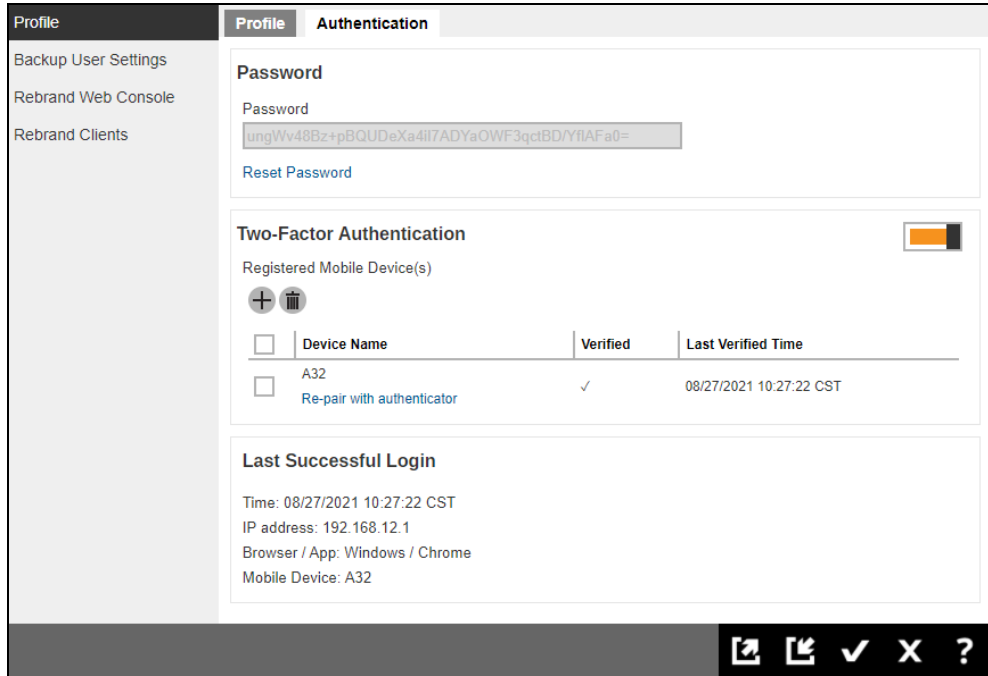 Profile
Backup User Settings
Rebrand Web Console
Rebrand Clients
Profile Authentication
Password
Password
ungWv48Bz+pBQUDeXa4iI7ADYaOWF3qctBD/YfIAFa0=
Reset Password
Two-Factor Authentication
Registered Mobile Device(s)
Device Name Verified Last Verified Time
A32
Re-pair with authenticator
✓ 08/27/2021 10:27:22 CST
Last Successful Login
Time: 08/27/2021 10:27:22 CST
IP address: 192.168.12.1
Browser / App: Windows / Chrome
Mobile Device: A32
?